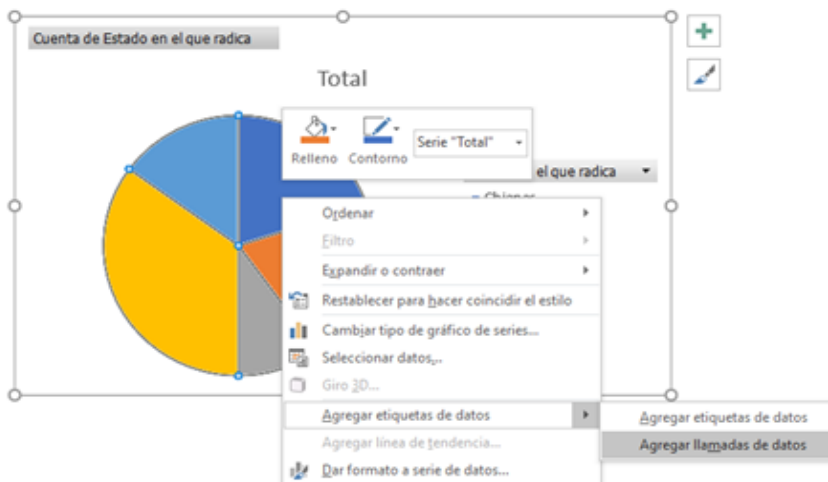 Cuenta de Estado en el que radica
Total
Relleno
Contorno
Serie "Total"
el que radica
Chiapas
Ordenar
Filtro
Expandir o contraer
Restablecer para hacer coincidir el estilo
Cambiar tipo de gráfico de series...
Seleccionar datos...
Giro 3D...
Agregar etiquetas de datos
Agregar etiquetas de datos
Agregar llamadas de datos
Agregar línea de tendencia...
Dar formato a serie de datos...